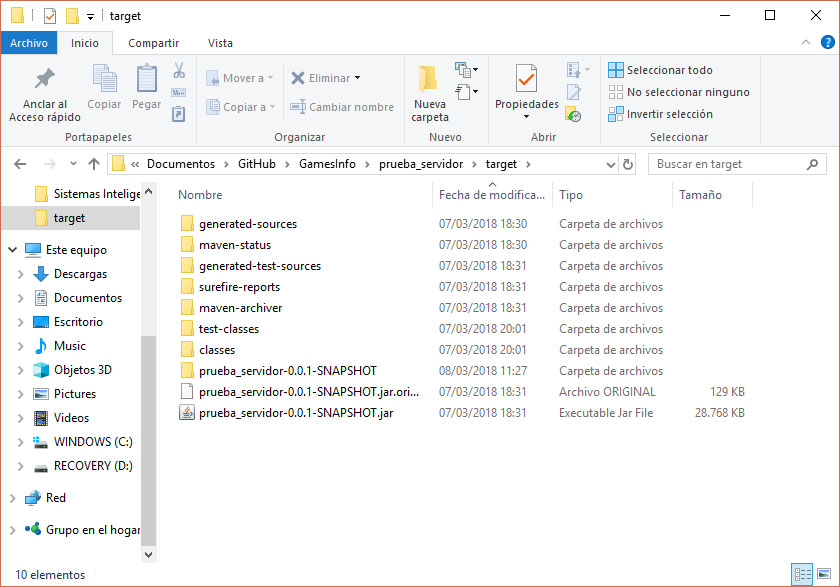 target
Archivo
Inicio
Compartir
Vista
Anclar al
Acceso rápido
Copiar
Pegar
Portapapeles
Mover a
Copiar a
Eliminar
Cambiar nombre
Organizar
Nueva
carpeta
Nuevo
Propiedades
Abrir
Seleccionar todo
No seleccionar ninguno
Invertir selección
Seleccionar
« Documentos > GitHub > GamesInfo > prueba_servidor > target >
Buscar en target
Sistemas Intelige
target
Este equipo
Descargas
Documentos
Escritorio
Music
Objetos 3D
Pictures
Videos
WINDOWS (C:)
RECOVERY (D:)
Red
Grupo en el hogar
Nombre Fecha de modifica... Tipo Tamaño
generated-sources 07/03/2018 18:30 Carpeta de archivos
maven-status 07/03/2018 18:30 Carpeta de archivos
generated-test-sources 07/03/2018 18:31 Carpeta de archivos
surefire-reports 07/03/2018 18:31 Carpeta de archivos
maven-archiver 07/03/2018 18:31 Carpeta de archivos
test-classes 07/03/2018 20:01 Carpeta de archivos
classes 07/03/2018 20:01 Carpeta de archivos
prueba_servidor-0.0.1-SNAPSHOT 08/03/2018 11:27 Carpeta de archivos
prueba_servidor-0.0.1-SNAPSHOT.jar.ori... 07/03/2018 18:31 Archivo ORIGINAL 129 KB
prueba_servidor-0.0.1-SNAPSHOT.jar 07/03/2018 18:31 Executable Jar File 28.768 KB
10 elementos